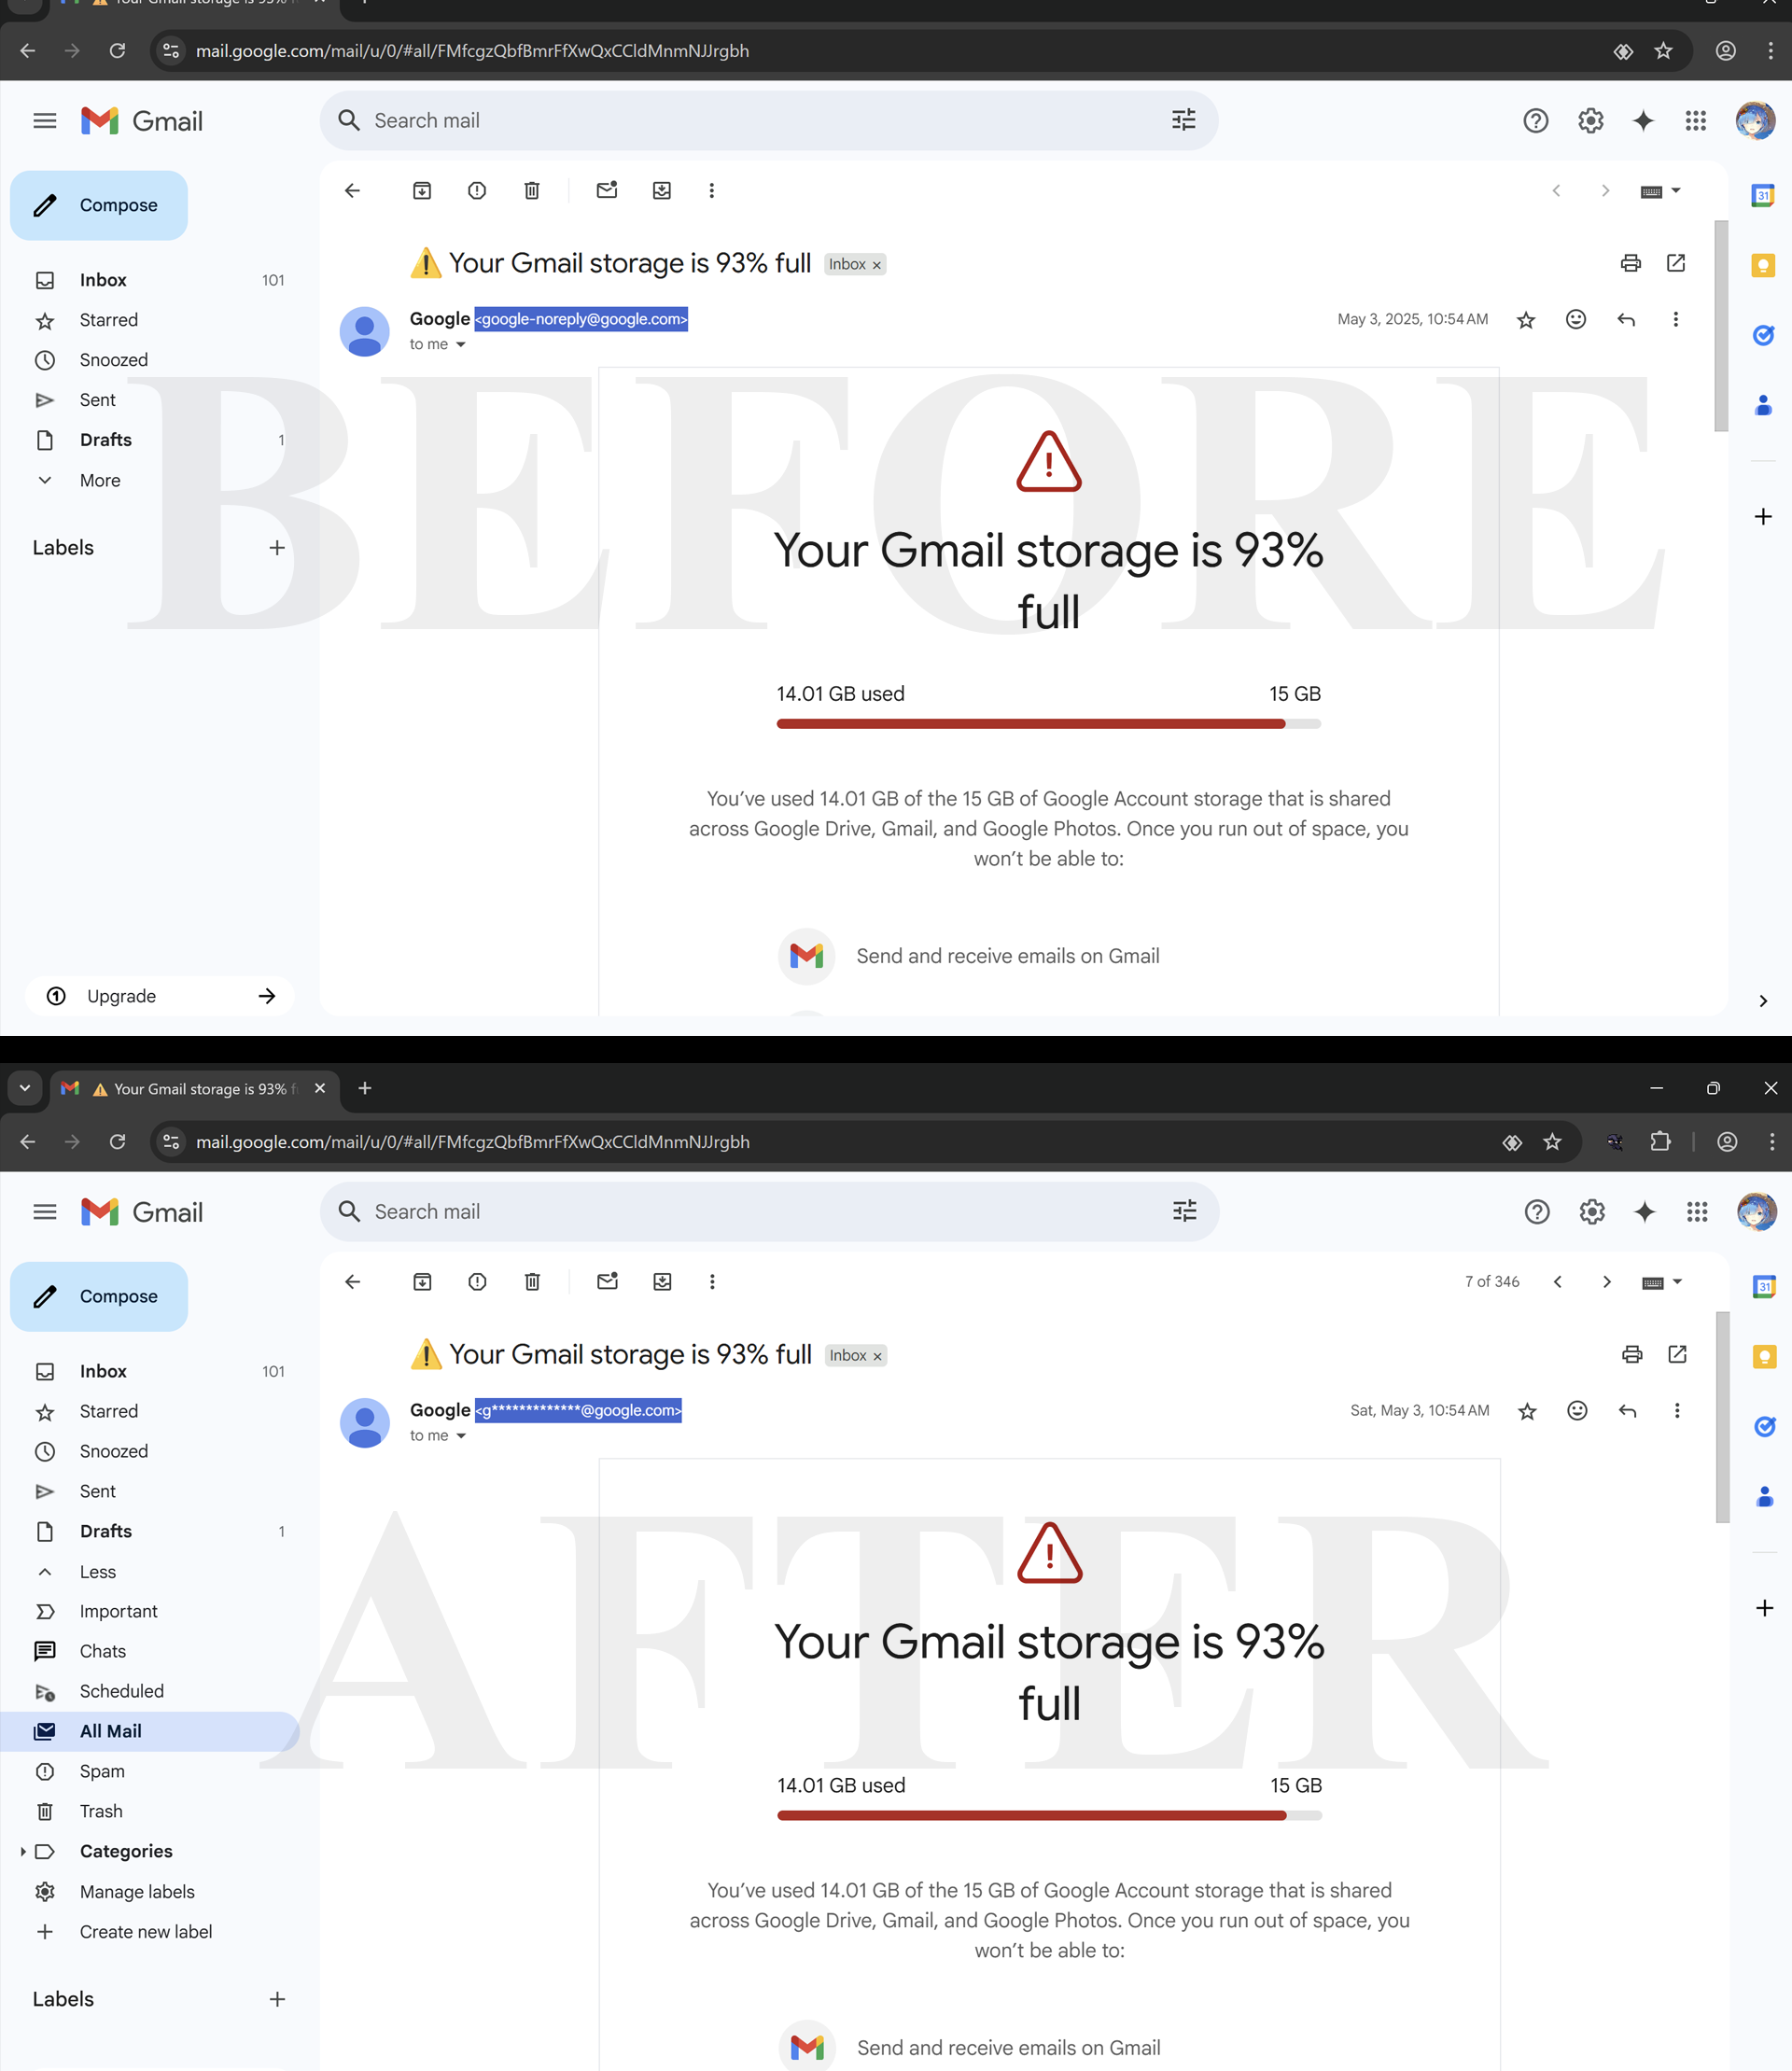 Your Gmail storage is 93% f
mail.google.com/mail/u/0/#all/FMfcgzQbfBmrFfXwQxCCldMnmNJJrgbh
Gmail
Search mail
Compose
Inbox 101
Starred
Snoozed
Sent
Drafts 1
More
Labels
Upgrade
⚠️ Your Gmail storage is 93% full Inbox ×
Google <google-noreply@google.com> May 3, 2025, 10:54 AM
to me
31
BEFORE
Your Gmail storage is 93%
full
14.01 GB used 15 GB
You’ve used 14.01 GB of the 15 GB of Google Account storage that is shared
across Google Drive, Gmail, and Google Photos. Once you run out of space, you
won’t be able to:
Send and receive emails on Gmail
⚠️ Your Gmail storage is 93% f
mail.google.com/mail/u/0/#all/FMfcgzQbfBmrFfXwQxCCldMnmNJJrgbh
Gmail
Search mail
Compose
Inbox 101
Starred
Snoozed
Sent
Drafts 1
Less
Important
Chats
Scheduled
All Mail
Spam
Trash
Categories
Manage labels
Create new label
Labels
7 of 346
⚠️ Your Gmail storage is 93% full Inbox ×
Google <g*************@google.com> Sat, May 3, 10:54 AM
to me
31
AFTER
Your Gmail storage is 93%
full
14.01 GB used 15 GB
You’ve used 14.01 GB of the 15 GB of Google Account storage that is shared
across Google Drive, Gmail, and Google Photos. Once you run out of space, you
won’t be able to:
Send and receive emails on Gmail